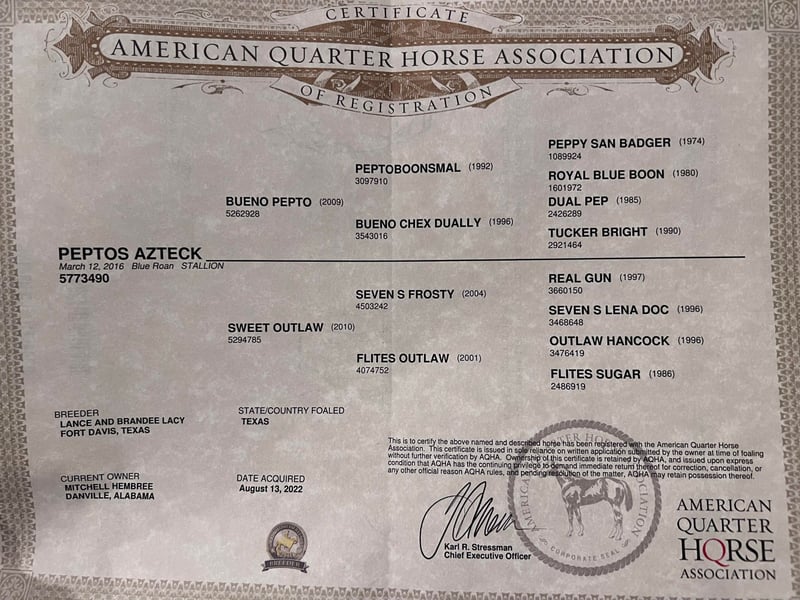 CERTIFICATE
AMERICAN QUARTER HORSE ASSOCIATION
OF REGISTRATION
PEPPY SAN BADGER (1974)
1089924
PEPTOBOONSMAL (1992)
3097910
ROYAL BLUE BOON (1980)
1601972
BUENO PEPTO (2009)
5262928
DUAL PEP (1985)
2426289
BUENO CHEX DUALLY (1996)
3543016
TUCKER BRIGHT (1990)
2921464
PEPTOS AZTECK
March 12, 2016 Blue Roan STALLION
5773490
REAL GUN (1997)
3660150
SEVEN S FROSTY (2004)
4503242
SEVEN S LENA DOC (1996)
3468648
SWEET OUTLAW (2010)
5294785
OUTLAW HANCOCK (1996)
3476419
FLITES OUTLAW (2001)
4074752
FLITES SUGAR (1986)
2486919
BREEDER
LANCE AND BRANDEE LACY
FORT DAVIS, TEXAS
STATE/COUNTRY FOALED
TEXAS
CURRENT OWNER
MITCHELL HEMBREE
DANVILLE, ALABAMA
DATE ACQUIRED
August 13, 2022
This is to certify the above named and described horse has been registered with the American Quarter Horse
Association. This certificate is issued in sole reliance on written application submitted by the owner at time of foaling
without further verification by AQHA. Ownership of this certificate is retained by AQHA, and issued upon express
condition that AQHA has the continuing privilege to demand immediate return thereof for correction, cancellation, or
any other official reason AQHA rules, and pending resolution of the matter, AQHA may retain possession thereof.
Karl R. Stressman
Chief Executive Officer
CORPORATE SEAL
BREEDER
AMERICAN
QUARTER
HORSE
ASSOCIATION